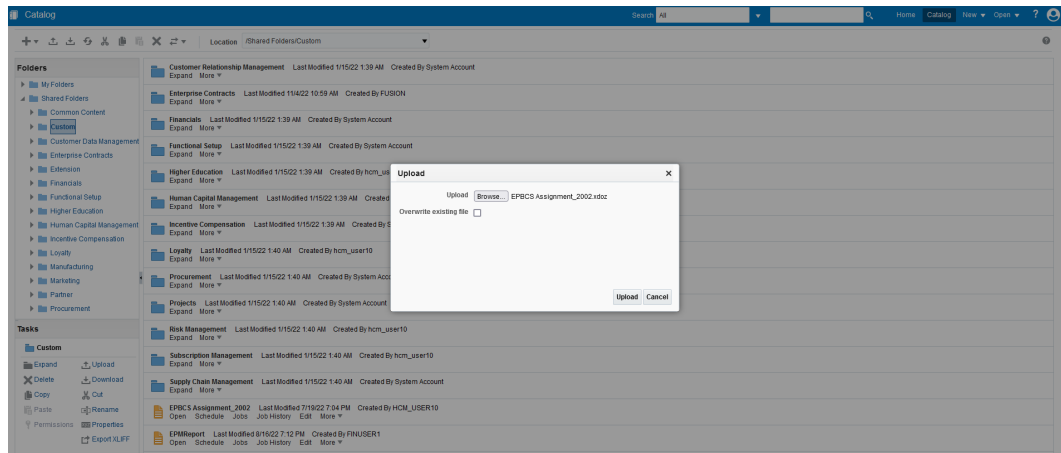 Catalog Search All Home Catalog New Open ?
Location /Shared Folders/Custom
Folders
My Folders
Shared Folders
Common Content
Custom
Customer Data Management
Enterprise Contracts
Extension
Financials
Functional Setup
Higher Education
Human Capital Management
Incentive Compensation
Loyalty
Manufacturing
Marketing
Partner
Procurement
Tasks
Custom
Expand Upload
Delete Download
Copy Cut
Paste Rename
Permissions Properties
Export XLIFF
Customer Relationship Management Last Modified 1/15/22 1:39 AM Created By System Account
Expand More
Enterprise Contracts Last Modified 11/4/22 10:59 AM Created By FUSION
Expand More
Financials Last Modified 1/15/22 1:39 AM Created By System Account
Expand More
Functional Setup Last Modified 1/15/22 1:39 AM Created By System Account
Expand More
Higher Education Last Modified 1/15/22 1:39 AM Created By hcm_us
Expand More
Human Capital Management Last Modified 1/15/22 1:39 AM Created
Expand More
Incentive Compensation Last Modified 1/15/22 1:39 AM Created By S
Expand More
Loyalty Last Modified 1/15/22 1:40 AM Created By hcm_user10
Expand More
Procurement Last Modified 1/15/22 1:40 AM Created By System Acco
Expand More
Projects Last Modified 1/15/22 1:40 AM Created By System Account
Expand More
Risk Management Last Modified 1/15/22 1:40 AM Created By hcm_user10
Expand More
Subscription Management Last Modified 1/15/22 1:40 AM Created By hcm_user10
Expand More
Supply Chain Management Last Modified 1/15/22 1:40 AM Created By System Account
Expand More
EPBCS Assignment_2002 Last Modified 7/19/22 7:04 PM Created By HCM_USER10
Open Schedule Jobs Job History Edit More
EPMReport Last Modified 8/16/22 7:12 PM Created By FINUSER1
Open Schedule Jobs Job History Edit More
Upload
Upload Browse... EPBCS Assignment_2002.xdoz
Overwrite existing file
Upload Cancel